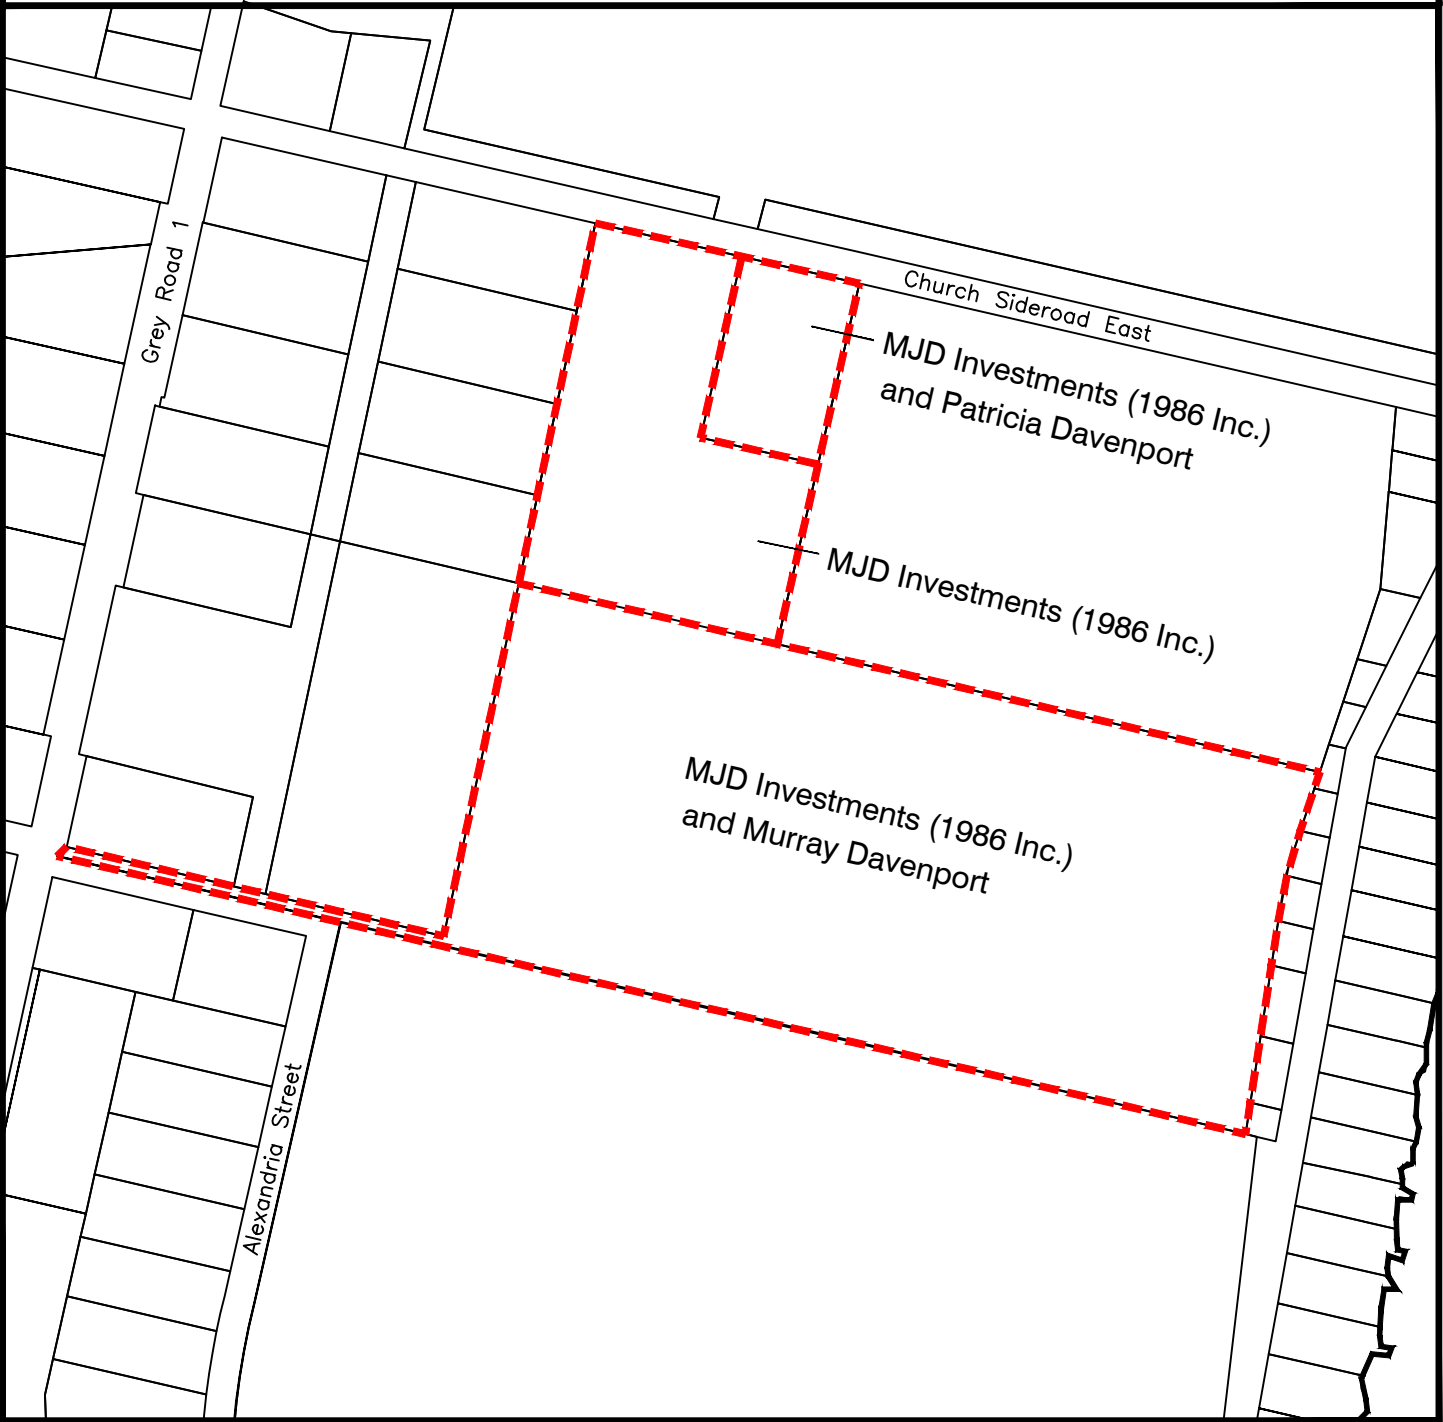 Grey Road 1
Church Sideroad East
MJD Investments (1986 Inc.)
and Patricia Davenport
MJD Investments (1986 Inc.)
MJD Investments (1986 Inc.)
and Murray Davenport
Alexandria Street